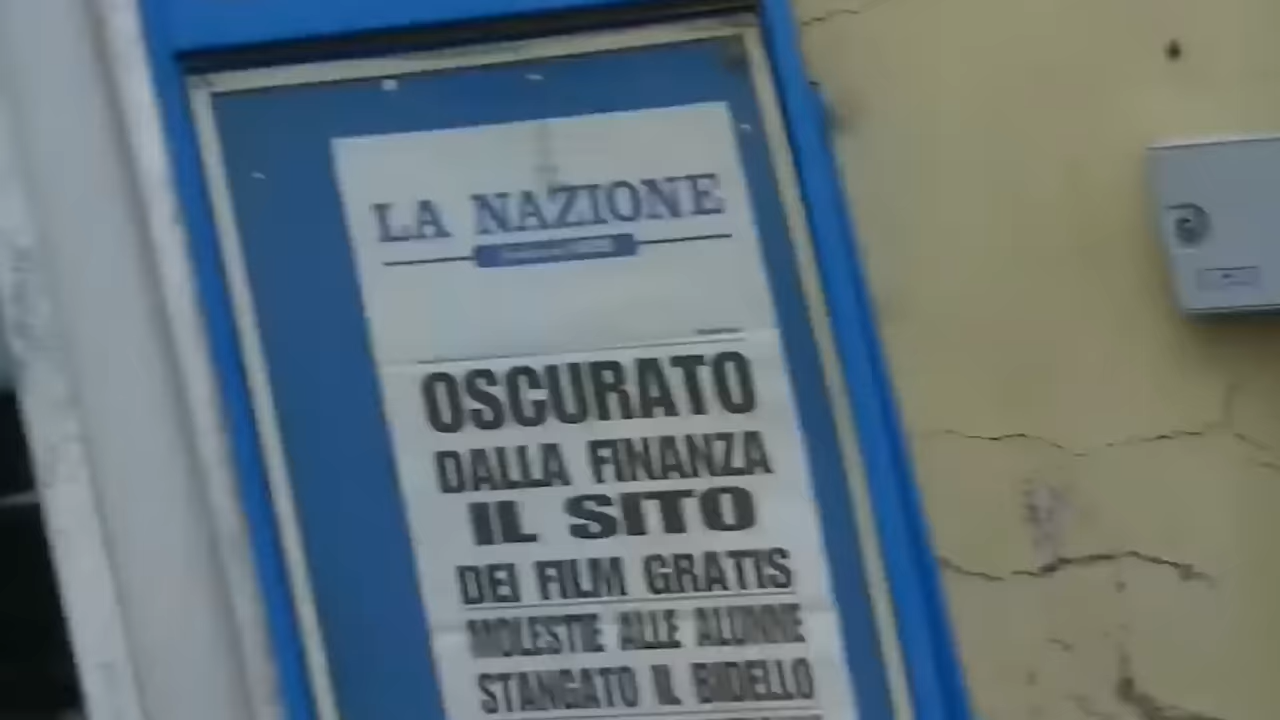 LA NAZIONE
OSCURATO
DALLA FINANZA
IL SITO
DEI FILM GRATIS
MOLESTIE ALLE ALUNNE
STANGATO IL BIDELLO